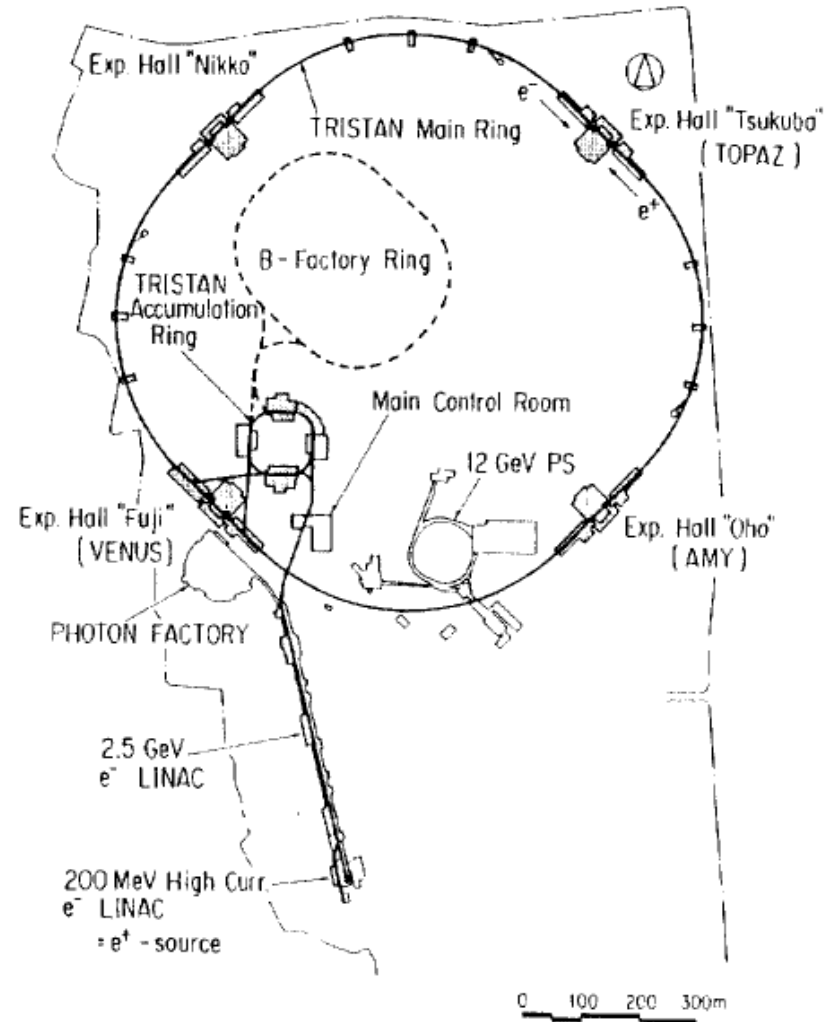 Exp. Hall "Nikko"
TRISTAN Main Ring
e⁻
Exp. Hall "Tsukuba"
(TOPAZ)
e⁺
B-Factory Ring
TRISTAN
Accumulation
Ring
Main Control Room
12 GeV PS
Exp. Hall "Fuji"
(VENUS)
Exp. Hall "Oho"
(AMY)
PHOTON FACTORY
2.5 GeV
e⁻ LINAC
200 MeV High Curr.
e⁻ LINAC
= e⁺ - source
0 100 200 300m